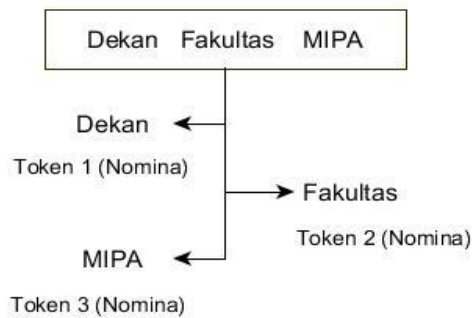 Dekan Fakultas MIPA
Dekan
Token 1 (Nomina)
Fakultas
Token 2 (Nomina)
MIPA
Token 3 (Nomina)